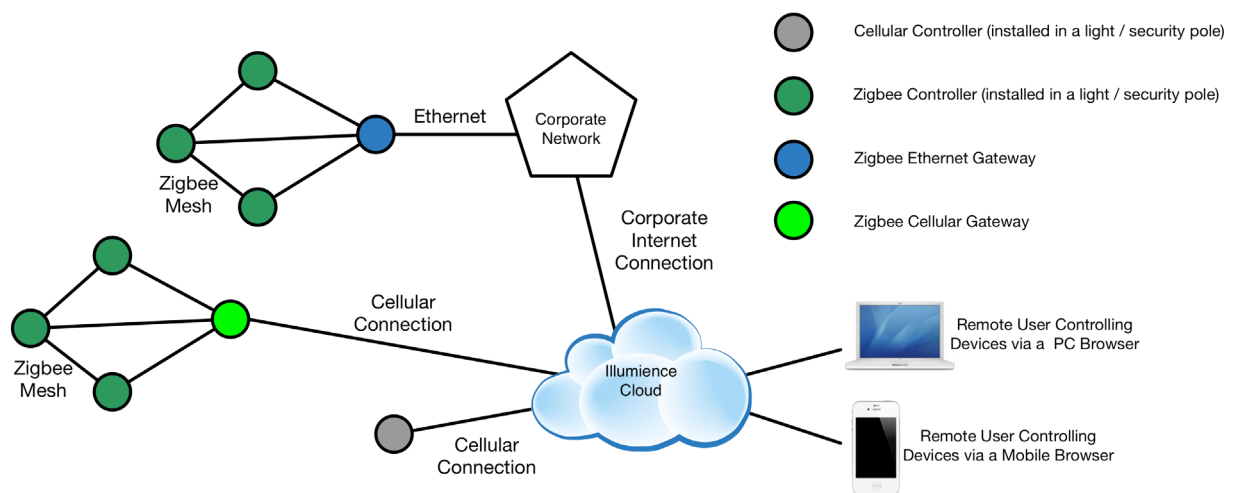 Cellular Controller (installed in a light / security pole)
Zigbee Controller (installed in a light / security pole)
Zigbee Ethernet Gateway
Zigbee Cellular Gateway
Ethernet
Corporate
Network
Zigbee
Mesh
Corporate
Internet
Connection
Cellular
Connection
Zigbee
Mesh
Illumience
Cloud
Cellular
Connection
Remote User Controlling
Devices via a  PC Browser
Remote User Controlling
Devices via a Mobile Browser